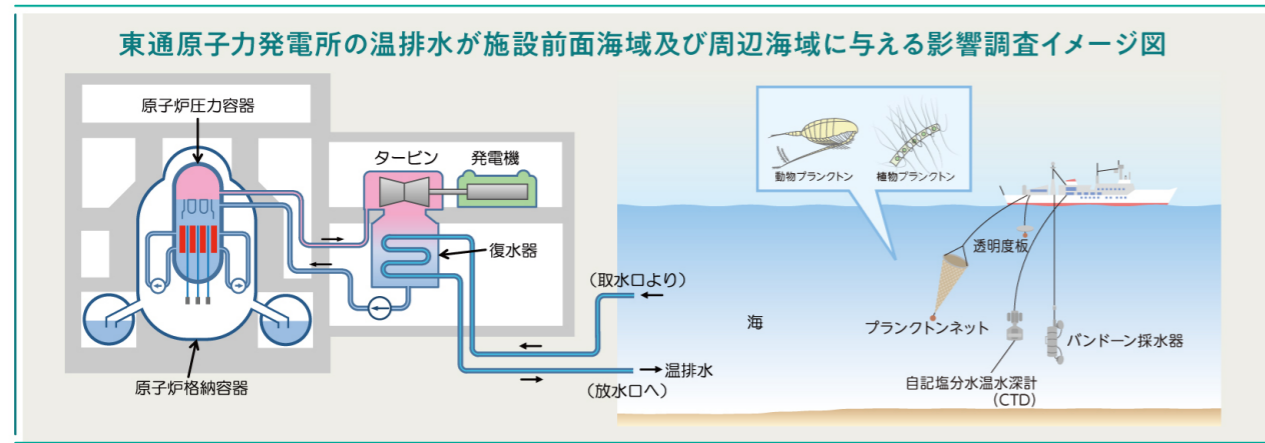 東通原子力発電所の温排水が施設前面海域及び周辺海域に与える影響調査イメージ図
原子炉圧力容器
タービン
発電機
動物プランクトン
植物プランクトン
復水器
透明度板
(取水口より)
海
プランクトンネット
バンドーン採水器
温排水
(放水口へ)
原子炉格納容器
自記塩分水温水深計
(CTD)